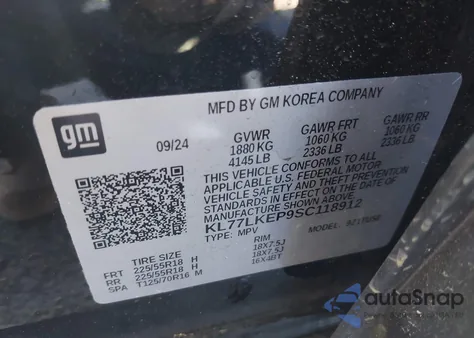 MFD BY GM KOREA COMPANY
gm
09/24
GVWR GAWR FRT GAWR RR
1880 KG 1060 KG 1060 KG
4145 LB 2336 LB 2336 LB
THIS VEHICLE CONFORMS TO ALL
APPLICABLE U.S. FEDERAL MOTOR
VEHICLE SAFETY AND THEFT PREVENTION
STANDARDS IN EFFECT ON THE DATE OF
MANUFACTURE SHOWN ABOVE.
KL77LKEP9SC118912
TYPE: MPV MODEL:
TIRE SIZE RIM
FRT 225/55R18 H 18X7.5J
RR 225/55R18 H 18X7.5J
SPA T125/70R16 M 16X4BT
autoSnap